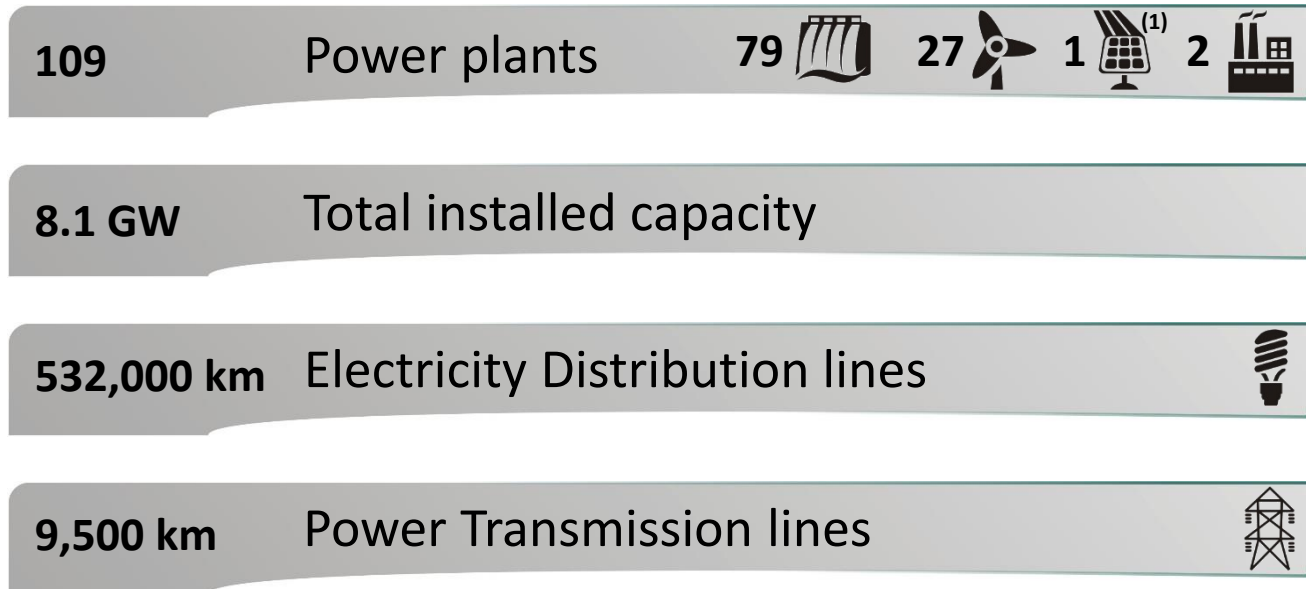 109 Power plants 79 27 1 (1) 2
8.1 GW Total installed capacity
532,000 km Electricity Distribution lines
9,500 km Power Transmission lines